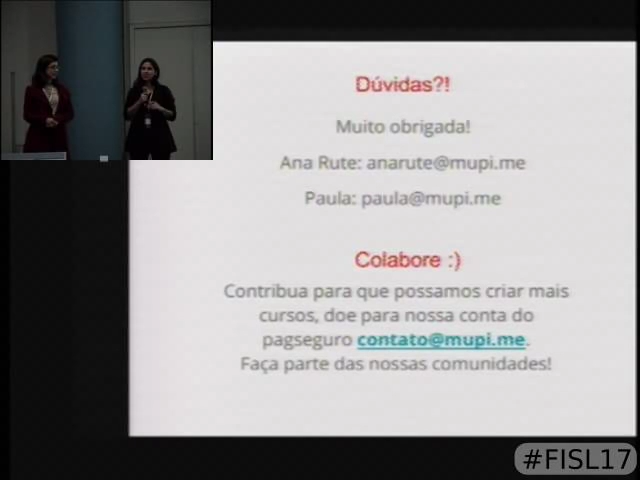 Dúvidas?!
Muito obrigada!
Ana Rute: anarute@mupi.me
Paula: paula@mupi.me
Colabore :)
Contribua para que possamos criar mais
cursos, doe para nossa conta do
pagseguro contato@mupi.me.
Faça parte das nossas comunidades!
#FISL17